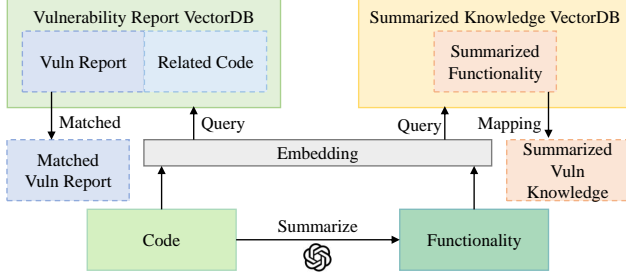 Vulnerability Report VectorDB
Summarized Knowledge VectorDB
Vuln Report
Related Code
Summarized
Functionality
Matched
Query
Query
Mapping
Matched
Vuln Report
Embedding
Summarized
Vuln
Knowledge
Code
Summarize
Functionality